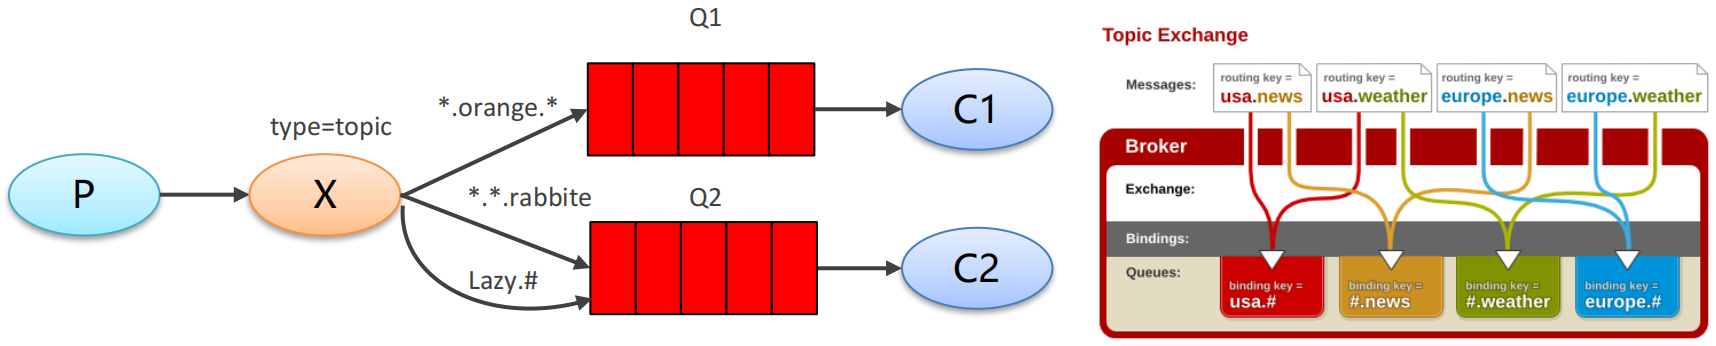 Q1
*.orange.*
C1
type=topic
P
X
*.*.rabbite
Q2
Lazy.#
C2
Topic Exchange
Messages:
routing key =
usa.news
routing key =
usa.weather
routing key =
europe.news
routing key =
europe.weather
Broker
Exchange:
Bindings:
Queues:
binding key =
usa.#
binding key =
#.news
binding key =
#.weather
binding key =
europe.#